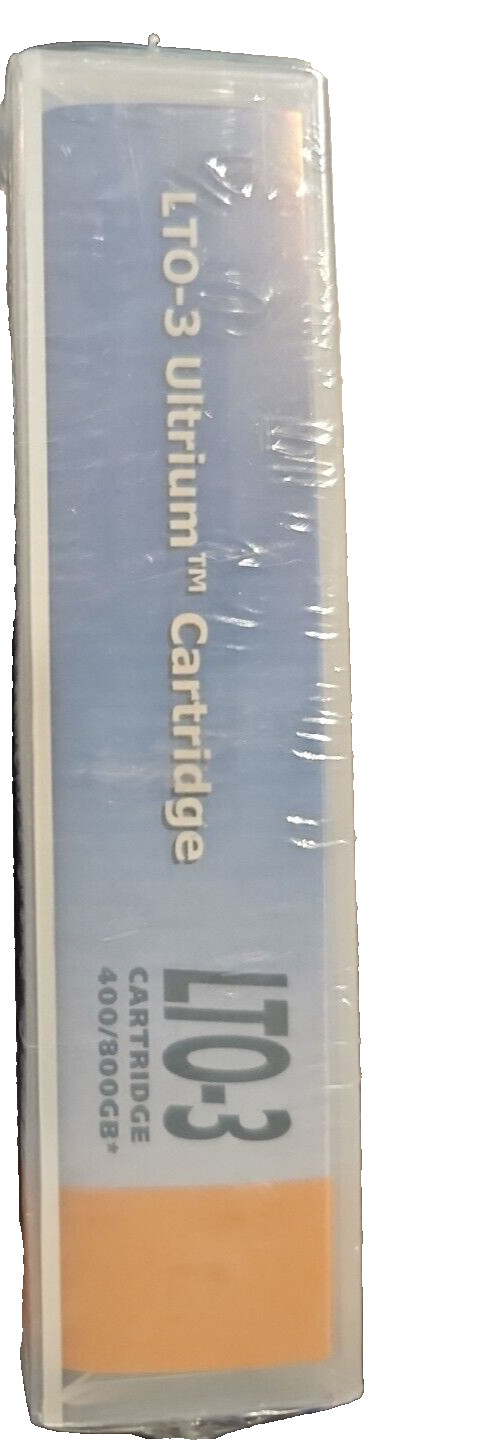 LTO-3 Ultrium™ Cartridge
LTO-3
CARTRIDGE
400/800GB*